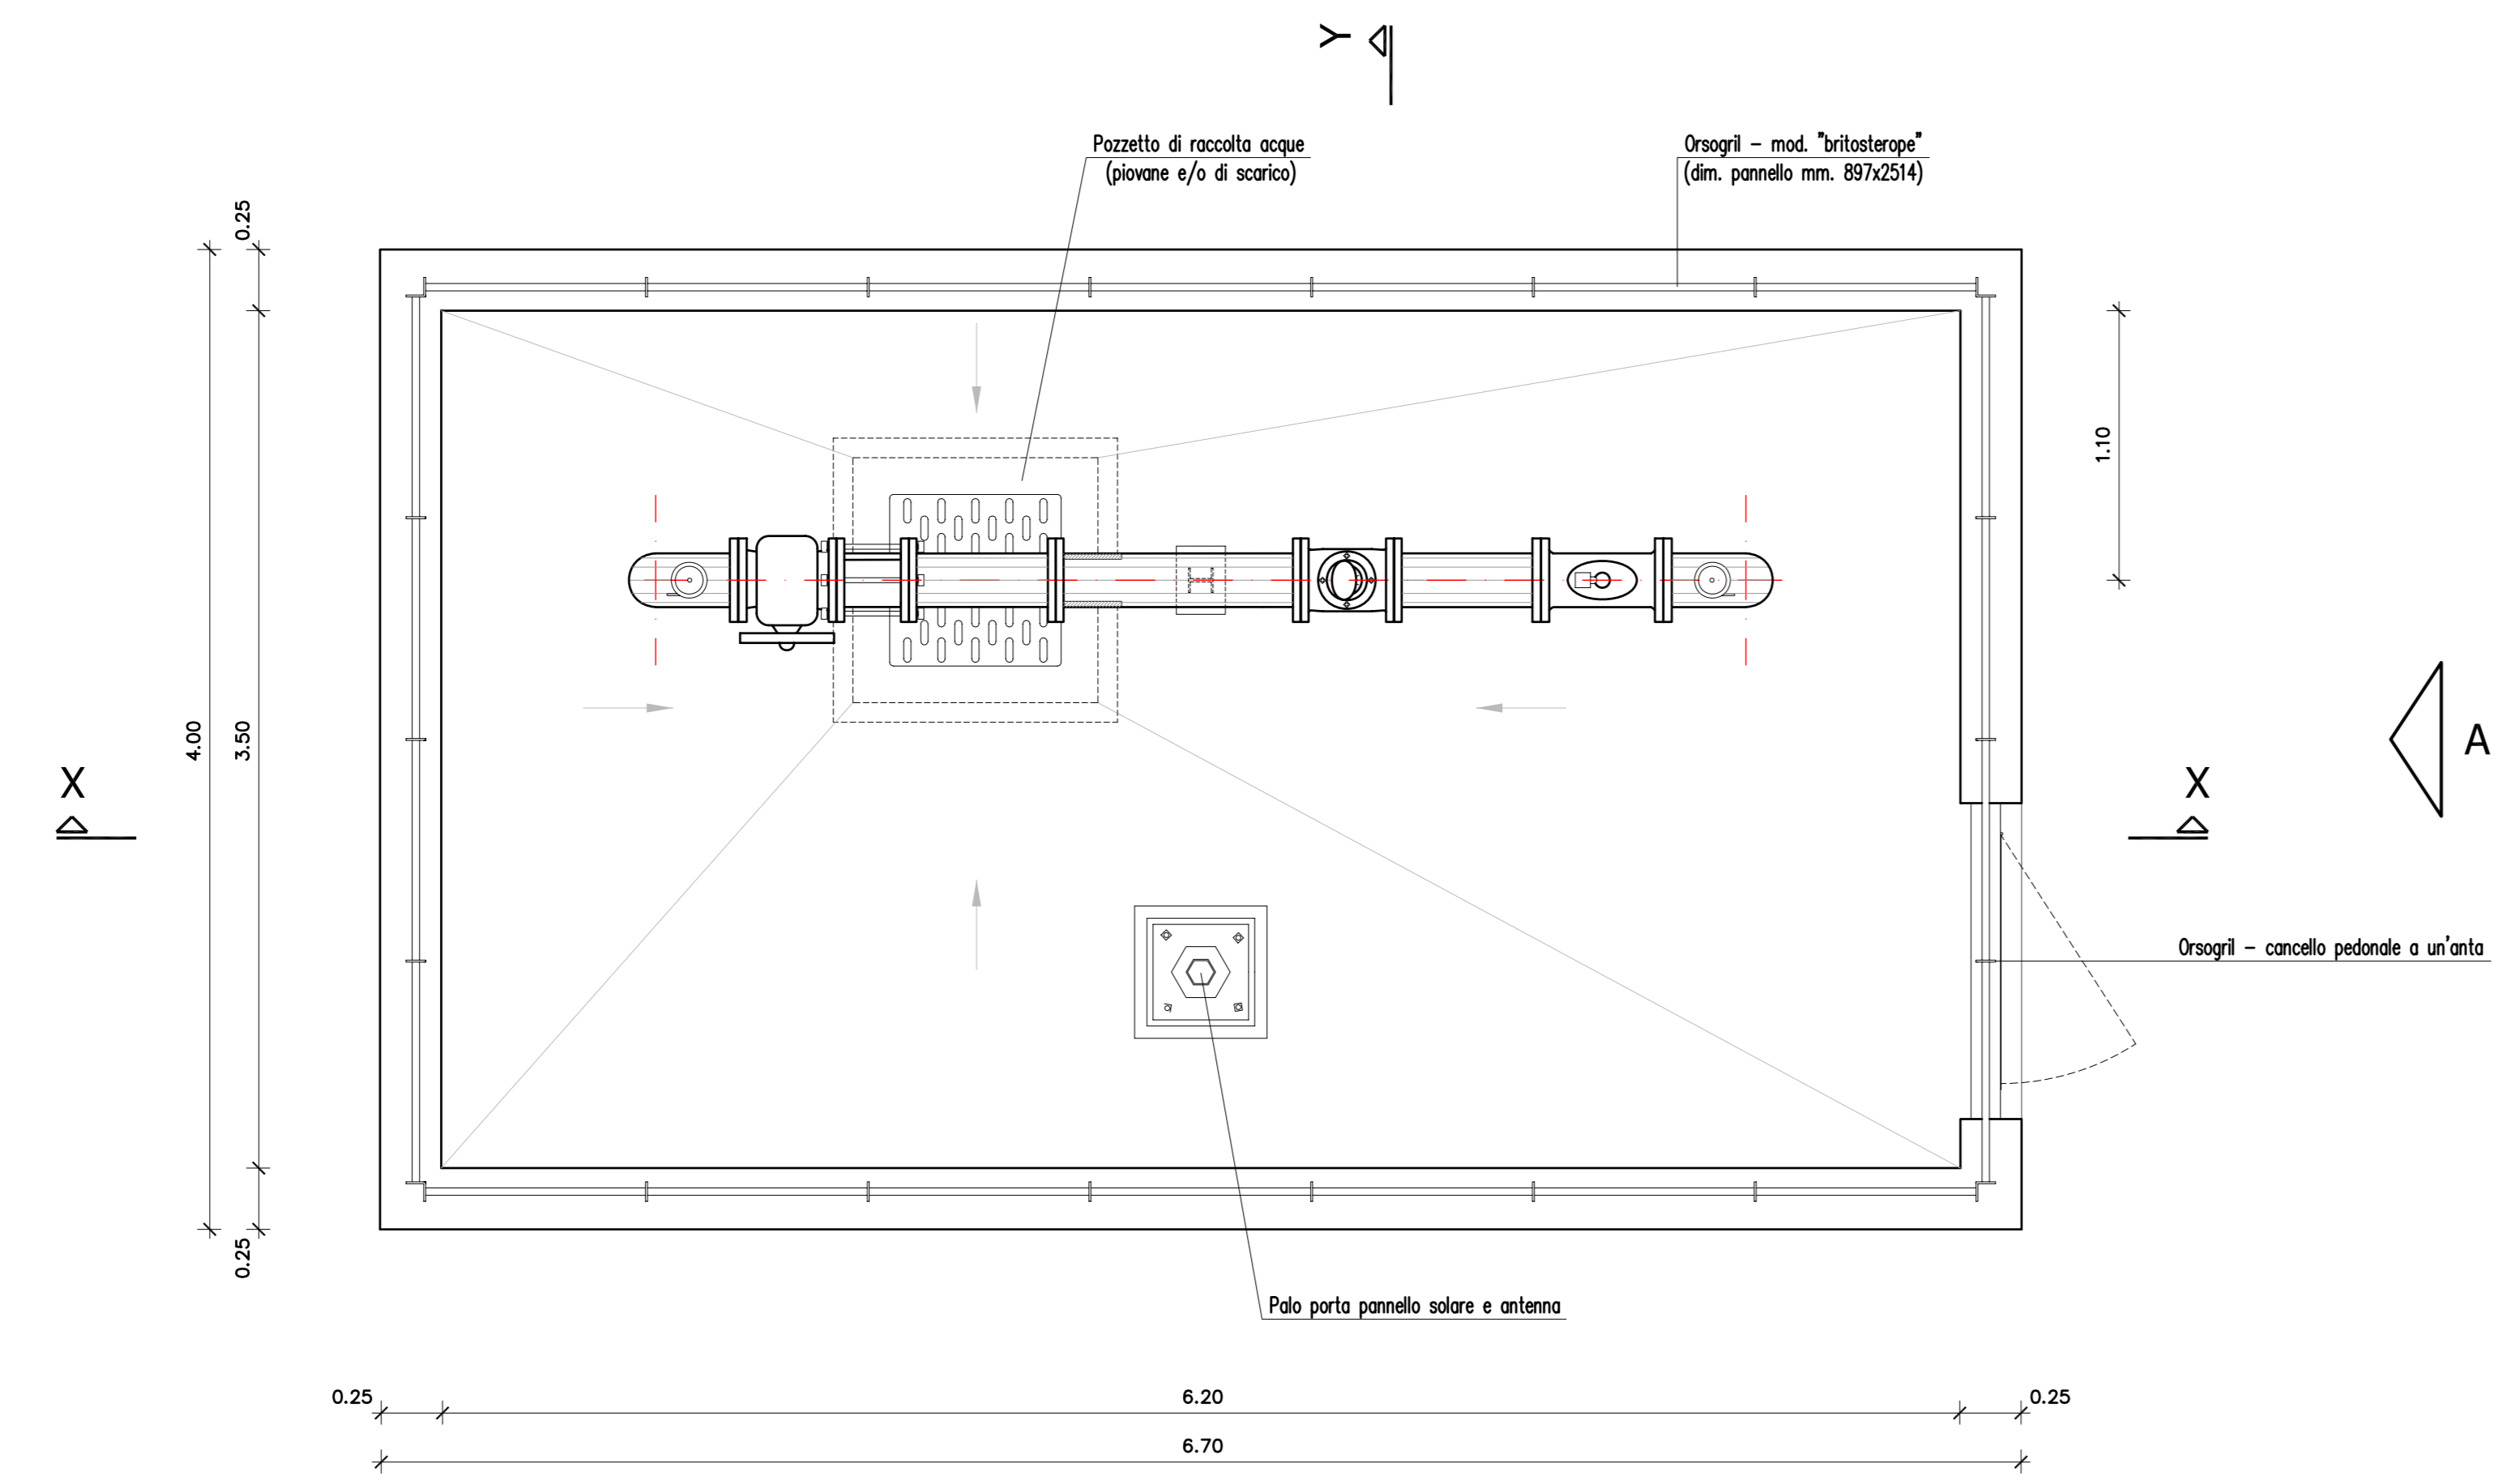 Y
Pozzetto di raccolta acque
(piovane e/o di scarico)
Orsogril – mod. "britosterope"
(dim. pannello mm. 897x2514)
0.25
1.10
4.00
3.50
X
X
A
Orsogril – cancello pedonale a un'anta
0.25
Palo porta pannello solare e antenna
0.25
6.20
0.25
6.70